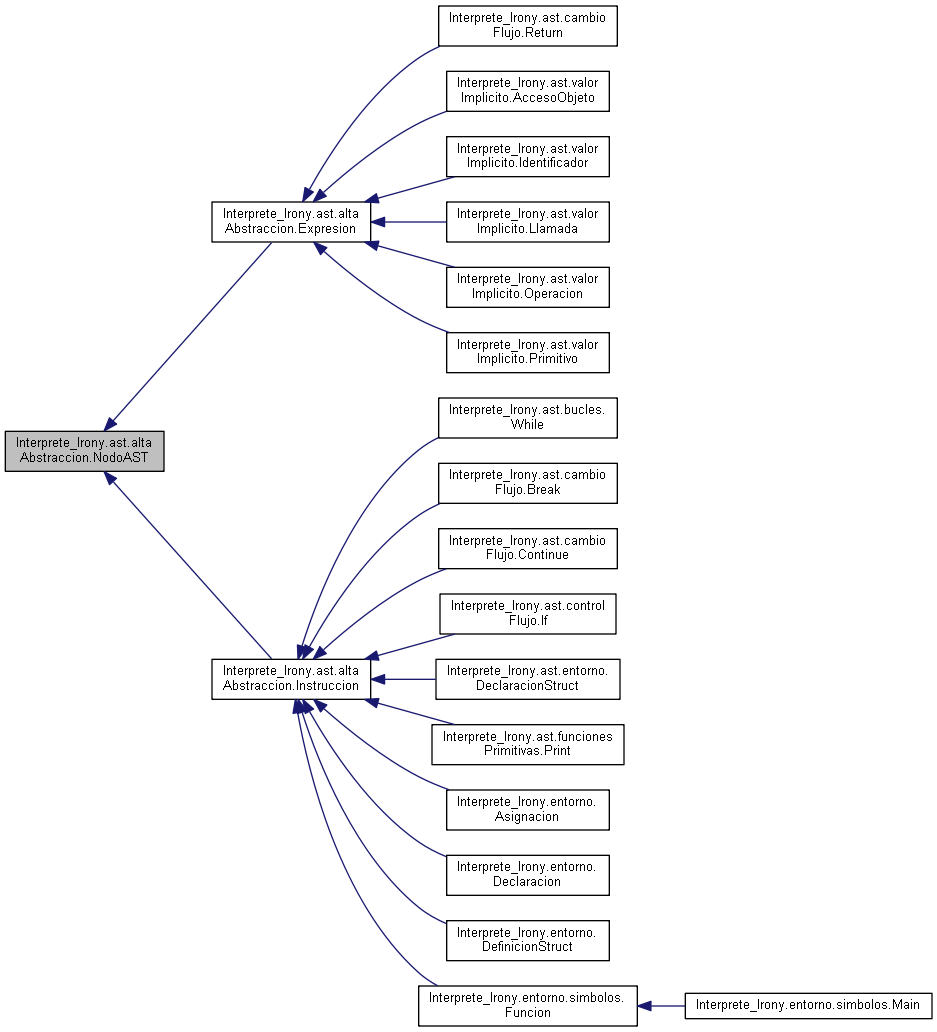 Interprete_Irony.ast.cambio
Flujo.Return
Interprete_Irony.ast.valor
Implicito.AccesoObjeto
Interprete_Irony.ast.valor
Implicito.Identificador
Interprete_Irony.ast.alta
Abstraccion.Expresion
Interprete_Irony.ast.valor
Implicito.Llamada
Interprete_Irony.ast.valor
Implicito.Operacion
Interprete_Irony.ast.valor
Implicito.Primitivo
Interprete_Irony.ast.bucles.
While
Interprete_Irony.ast.alta
Abstraccion.NodoAST
Interprete_Irony.ast.cambio
Flujo.Break
Interprete_Irony.ast.cambio
Flujo.Continue
Interprete_Irony.ast.control
Flujo.If
Interprete_Irony.ast.alta
Abstraccion.Instruccion
Interprete_Irony.ast.entorno.
DeclaracionStruct
Interprete_Irony.ast.funciones
Primitivas.Print
Interprete_Irony.entorno.
Asignacion
Interprete_Irony.entorno.
Declaracion
Interprete_Irony.entorno.
DefinicionStruct
Interprete_Irony.entorno.simbolos.
Funcion
Interprete_Irony.entorno.simbolos.Main